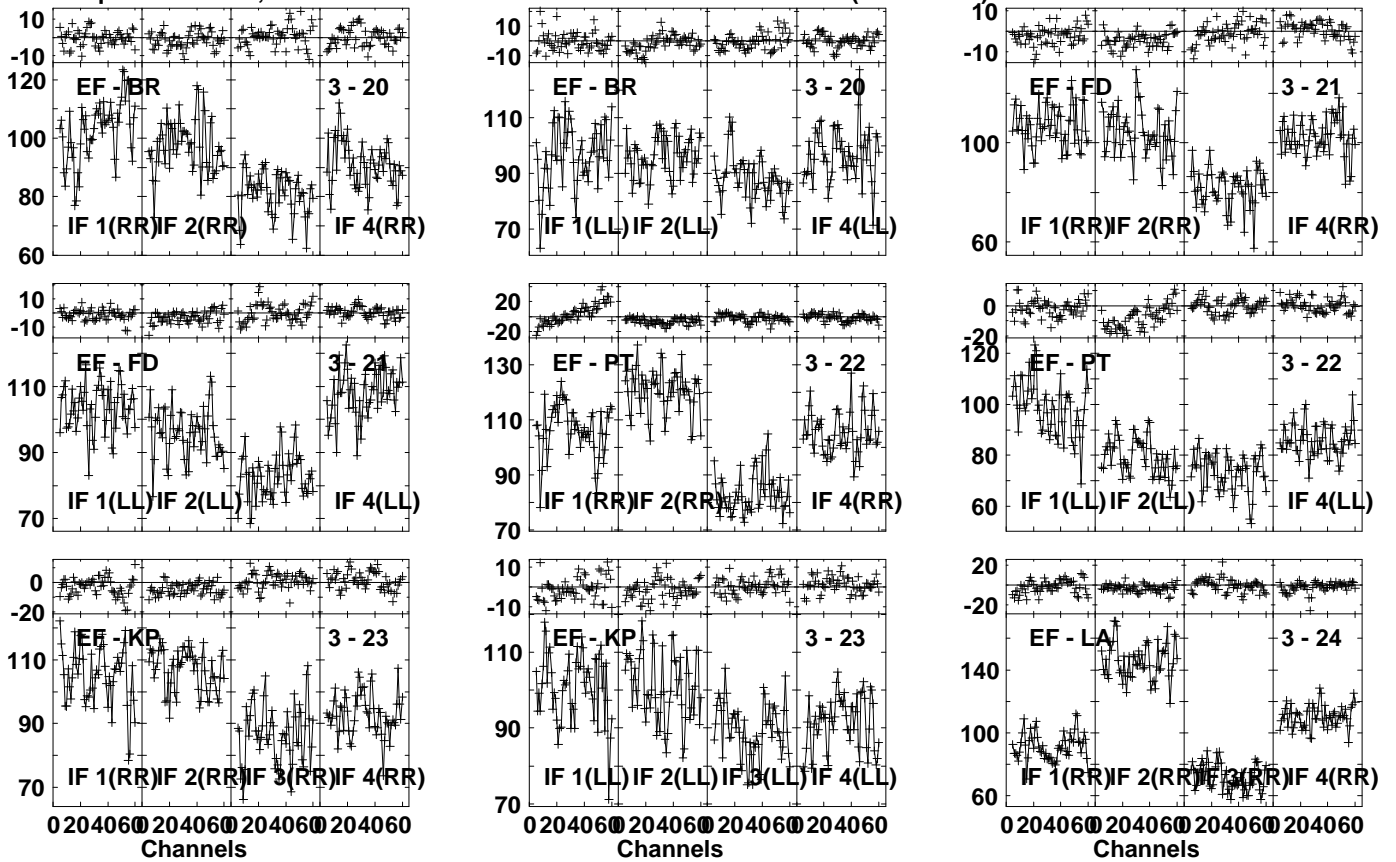 10 10 10
-10 -10 -10
120 EF - BR 3 - 20 110 EF - BR 3 - 20 EF - FD 3 - 21
100 90 100
80
IF 1(RR) IF 2(RR) IF 4(RR) 70 IF 1(LL) IF 2(LL) IF 4(LL) IF 1(RR) IF 2(RR) IF 4(RR)
60 60
10 20 0
-10 -20 -20
EF - FD 3 - 21 130 EF - PT 3 - 22 120 EF - PT 3 - 22
110 110 100
90 90 80
70 IF 1(LL) IF 2(LL) IF 4(LL) 70 IF 1(RR) IF 2(RR) IF 4(RR) 60 IF 1(LL) IF 2(LL) IF 4(LL)
0 10 20
-20 -10 -20
EF - KP 3 - 23 EF - KP 3 - 23 EF - LA 3 - 24
110 110 140
90 90 100
70 IF 1(RR) IF 2(RR) IF 3(RR) IF 4(RR) 70 IF 1(LL) IF 2(LL) IF 3(LL) IF 4(LL) 60 IF 1(RR) IF 2(RR) IF 3(RR) IF 4(RR)
0 204060 0 204060 0 204060 0 204060 0 204060 0 204060 0 204060 0 204060 0 204060 0 204060 0 204060 0 204060
Channels Channels Channels